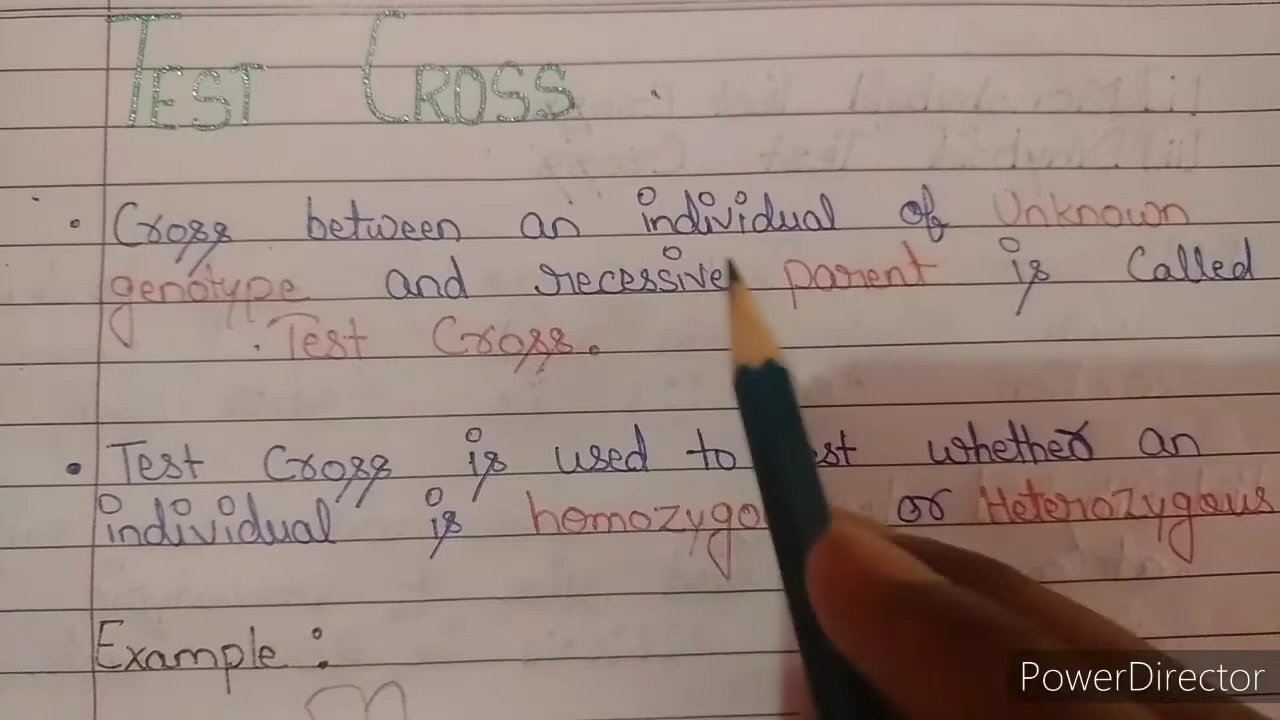 TEST CROSS
• Cross between an individual of Unknown
genotype and recessive parent is Called
Test Cross.
• Test Cross is used to whether an
individual is or Heterozygous
Example :
PowerDirector